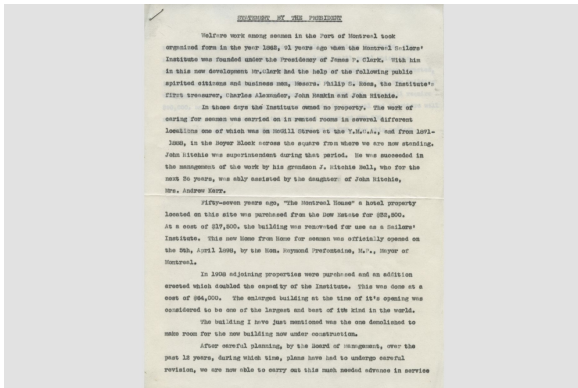 STATEMENT BY THE PRESIDENT
Welfare work among seamen in the Port of Montreal took
organized form in the year 1862, 91 years ago when the Montreal Sailors'
Institute was founded under the Presidency of James P. Clark. With him
in this new development Mr.Clark had the help of the following public
spirited citizens and business men, Messrs. Philip S. Ross, the Institute's
first treasurer, Charles Alexander, John Rankin and John Ritchie.
In those days the Institute owned no property. The work of
caring for seamen was carried on in rented rooms in several different
locations one of which was on McGill Street at the Y.M.C.A., and from 1871-
in the Royer Block across the square from where we are now standing.
John Ritchie was superintendent during that period. He was succeeded in
the management of the work by his grandson J. Ritchie Bell, who for the
next 30 years, was ably assisted by the daughter of John Ritchie,
Mrs. Andrew Kerr.
Fifty-seven years ago, "The Montreal House" a hotel property
located on this site was purchased from the Dow Estate for
At a cost of $17,500. the building was renovated for use as a Sailors'
Institute. This new Home from Home for seamen was officially opened on
the 5th, April 1898, by the Hon. Raymond Prefontaine, M.P., Mayor of
Montreal.
In 1908 adjoining properties were purchased and an addition
erected which doubled the capacity of the Institute. This was done at a
cost of $64,000. The enlarged building at the time of it's opening was
considered to be one of the largest and best of its kind in the world.
The building I have just mentioned was the one demolished to
make room for the new building now under construction.
After careful planning, by the Board of Management, over the
past 12 years, during which time, plans have had to undergo careful
revision, we are now able to carry out this much needed advance in service